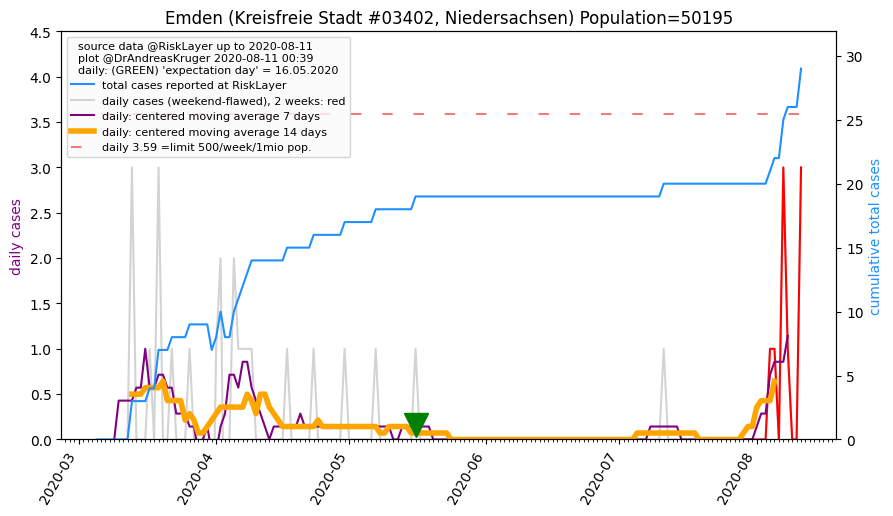 Emden (Kreisfreie Stadt #03402, Niedersachsen) Population=50195
source data @RiskLayer up to 2020-08-11
plot @DrAndreasKruger 2020-08-11 00:39
daily: (GREEN) 'expectation day' = 16.05.2020
total cases reported at RiskLayer
daily cases (weekend-flawed), 2 weeks: red
daily: centered moving average 7 days
daily: centered moving average 14 days
daily 3.59 =limit 500/week/1mio pop.
daily cases
4.5
4.0
3.5
3.0
2.5
2.0
1.5
1.0
0.5
0.0
cumulative total cases
30
25
20
15
10
5
0
2020-03
2020-04
2020-05
2020-06
2020-07
2020-08